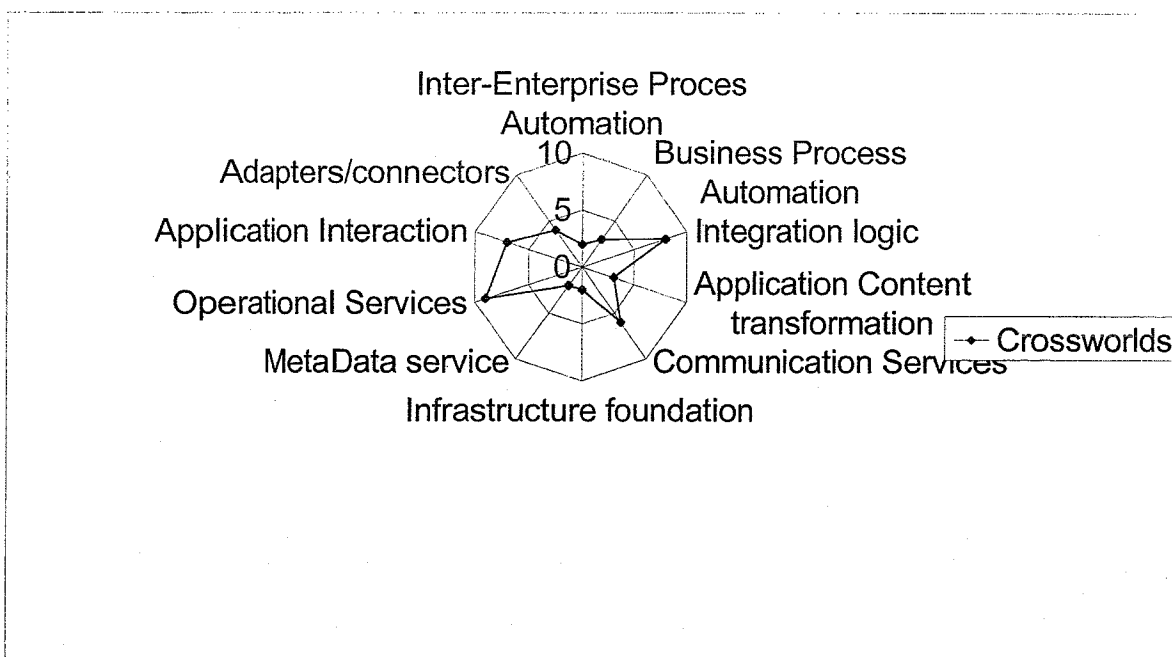 Inter-Enterprise Proces
Automation
10
Business Process
Automation
Adapters/connectors
5
Application Interaction
Integration logic
0
Operational Services
Application Content
transformation
Crossworlds
MetaData service
Communication Services
Infrastructure foundation